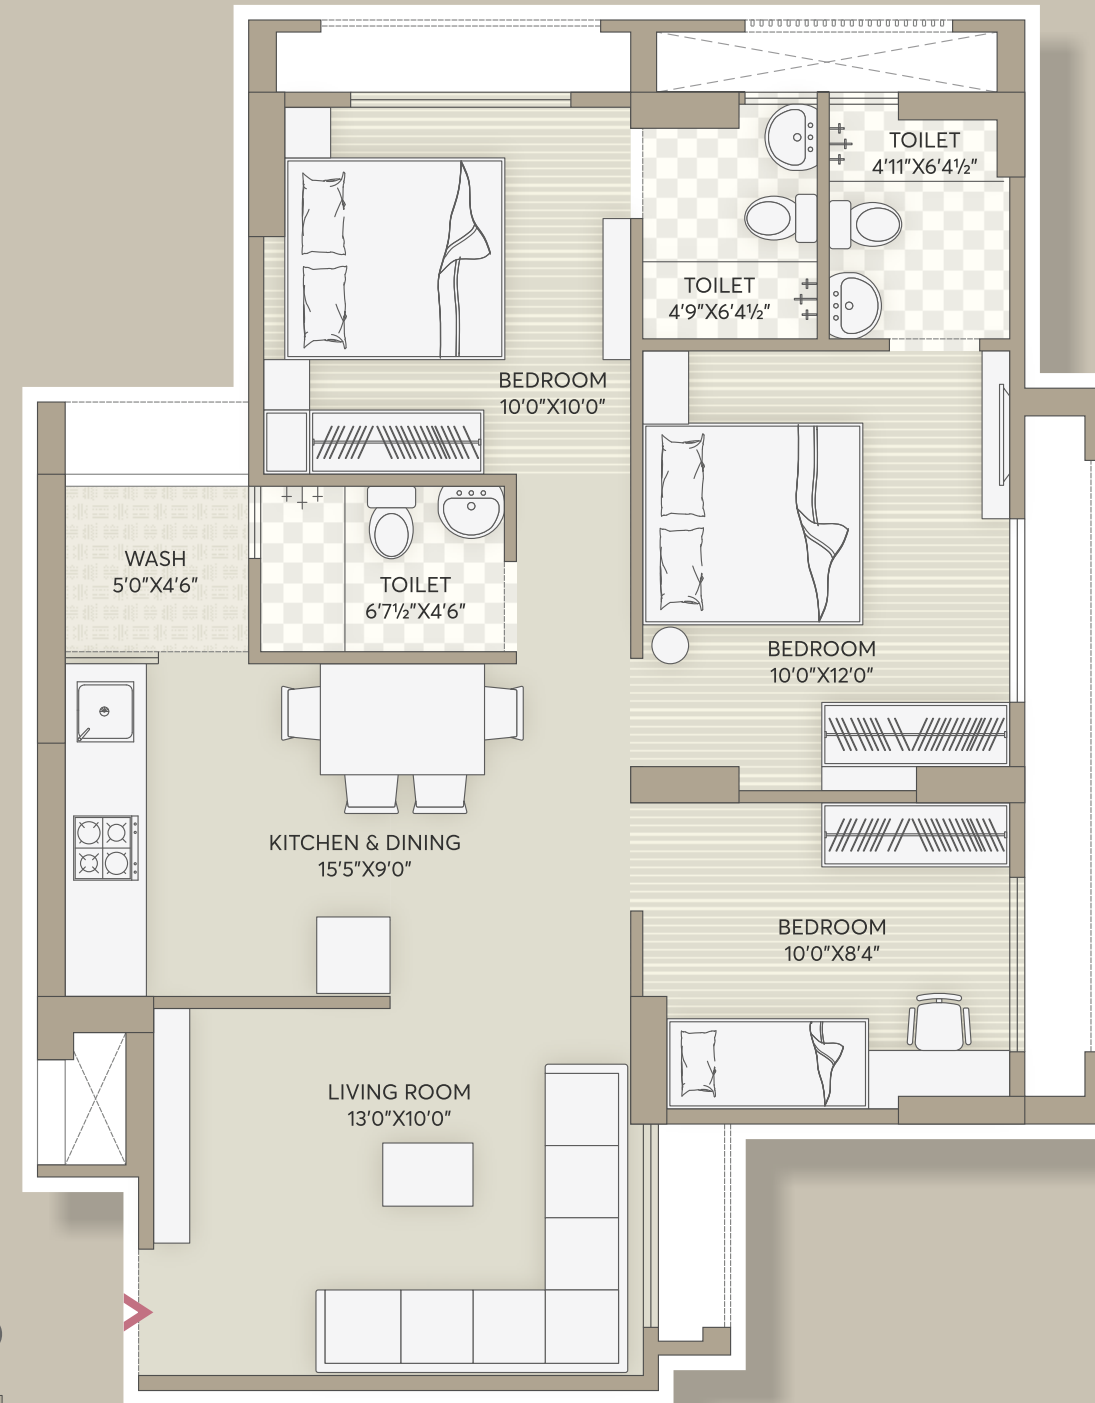 TOILET
4'11"X6'4½"
TOILET
4'9"X6'4½"
BEDROOM
10'0"X10'0"
WASH
5'0"X4'6"
TOILET
6'7½"X4'6"
BEDROOM
10'0"X12'0"
KITCHEN & DINING
15'5"X9'0"
BEDROOM
10'0"X8'4"
LIVING ROOM
13'0"X10'0"